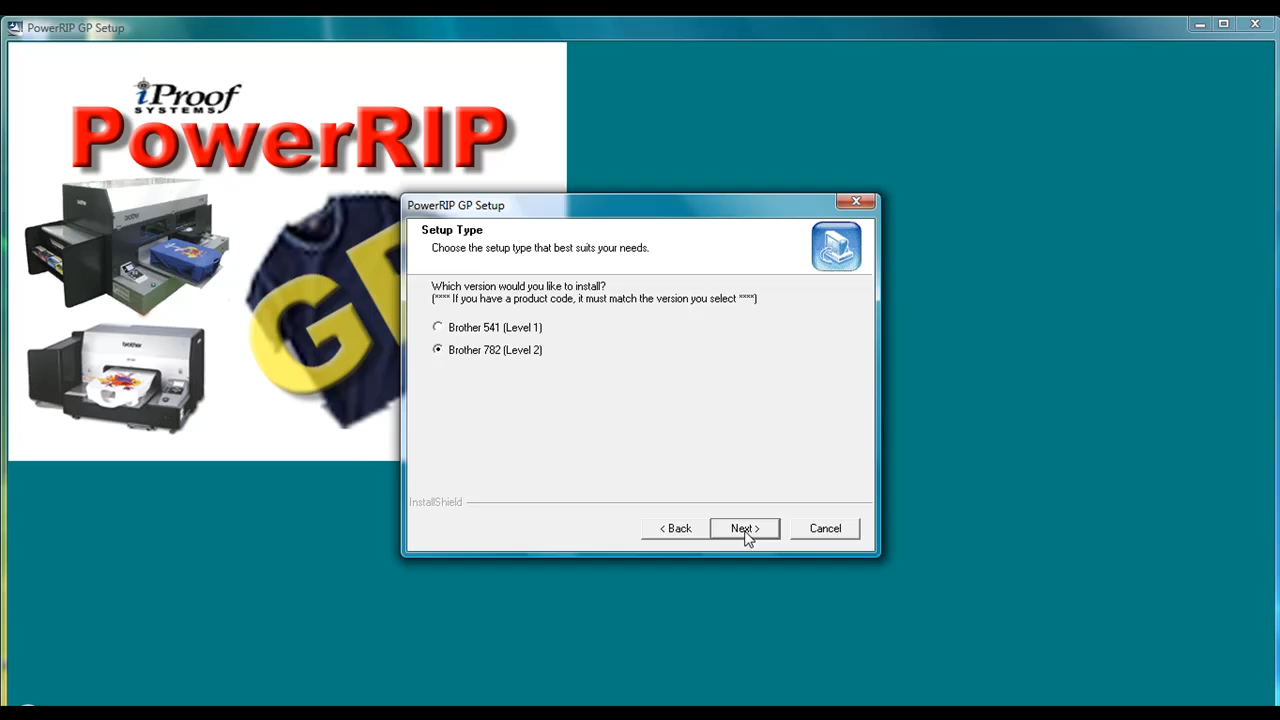 PowerRIP GP Setup
iProof
SYSTEMS
PowerRIP
brother
brother
GP
PowerRIP GP Setup
Setup Type
Choose the setup type that best suits your needs.
Which version would you like to install?
(**** If you have a product code, it must match the version you select ****)
Brother 541 (Level 1)
Brother 782 (Level 2)
InstallShield
< Back
Next >
Cancel